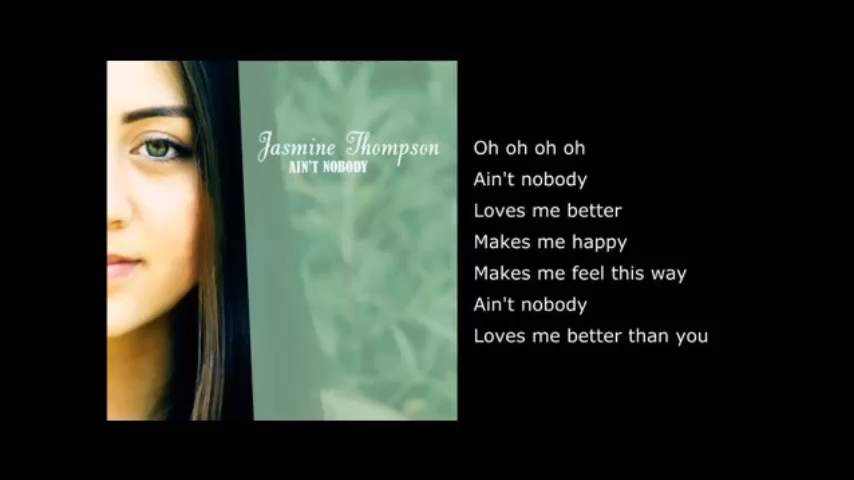 Jasmine Thompson
AIN'T NOBODY
Oh oh oh oh
Ain't nobody
Loves me better
Makes me happy
Makes me feel this way
Ain't nobody
Loves me better than you